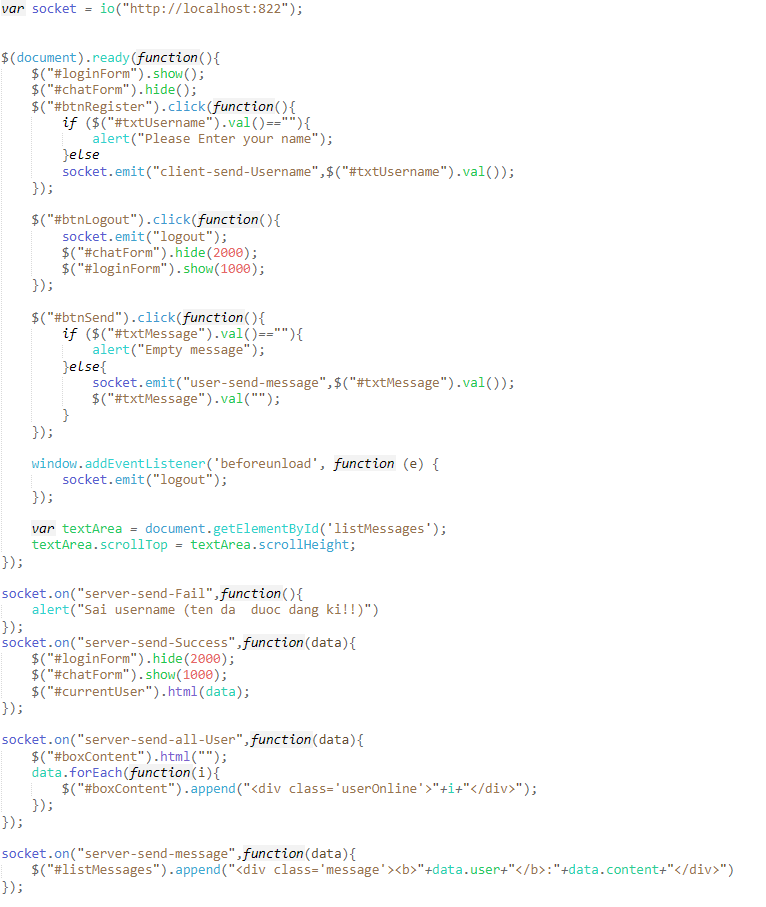 var socket = io("http://localhost:822");
$(document).ready(function(){
$("#loginForm").show();
$("#chatForm").hide();
$("#btnRegister").click(function(){
if ($("#txtUsername").val()==""){
alert("Please Enter your name");
}else
socket.emit("client-send-Username",$("#txtUsername").val());
});
$("#btnLogout").click(function(){
socket.emit("logout");
$("#chatForm").hide(2000);
$("#loginForm").show(1000);
});
$("#btnSend").click(function(){
if ($("#txtMessage").val()==""){
alert("Empty message");
}else{
socket.emit("user-send-message",$("#txtMessage").val());
$("#txtMessage").val("");
}
});
window.addEventListener('beforeunload', function (e) {
socket.emit("logout");
});
var textArea = document.getElementById('listMessages');
textArea.scrollTop = textArea.scrollHeight;
});
socket.on("server-send-Fail",function(){
alert("Sai username (ten da  duoc dang ki!!)")
});
socket.on("server-send-Success",function(data){
$("#loginForm").hide(2000);
$("#chatForm").show(1000);
$("#currentUser").html(data);
});
socket.on("server-send-all-User",function(data){
$("#boxContent").html("");
data.forEach(function(i){
$("#boxContent").append("<div class='userOnline'>"+i+"</div>");
});
});
socket.on("server-send-message",function(data){
$("#listMessages").append("<div class='message'><b>"+data.user+"</b>:"+data.content+"</div>")
});